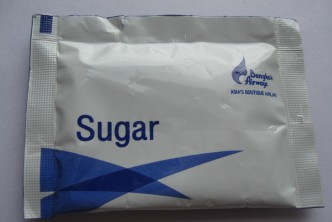 Bangkok
Airways
ASIA'S BOUTIQUE AIRLINE
Sugar